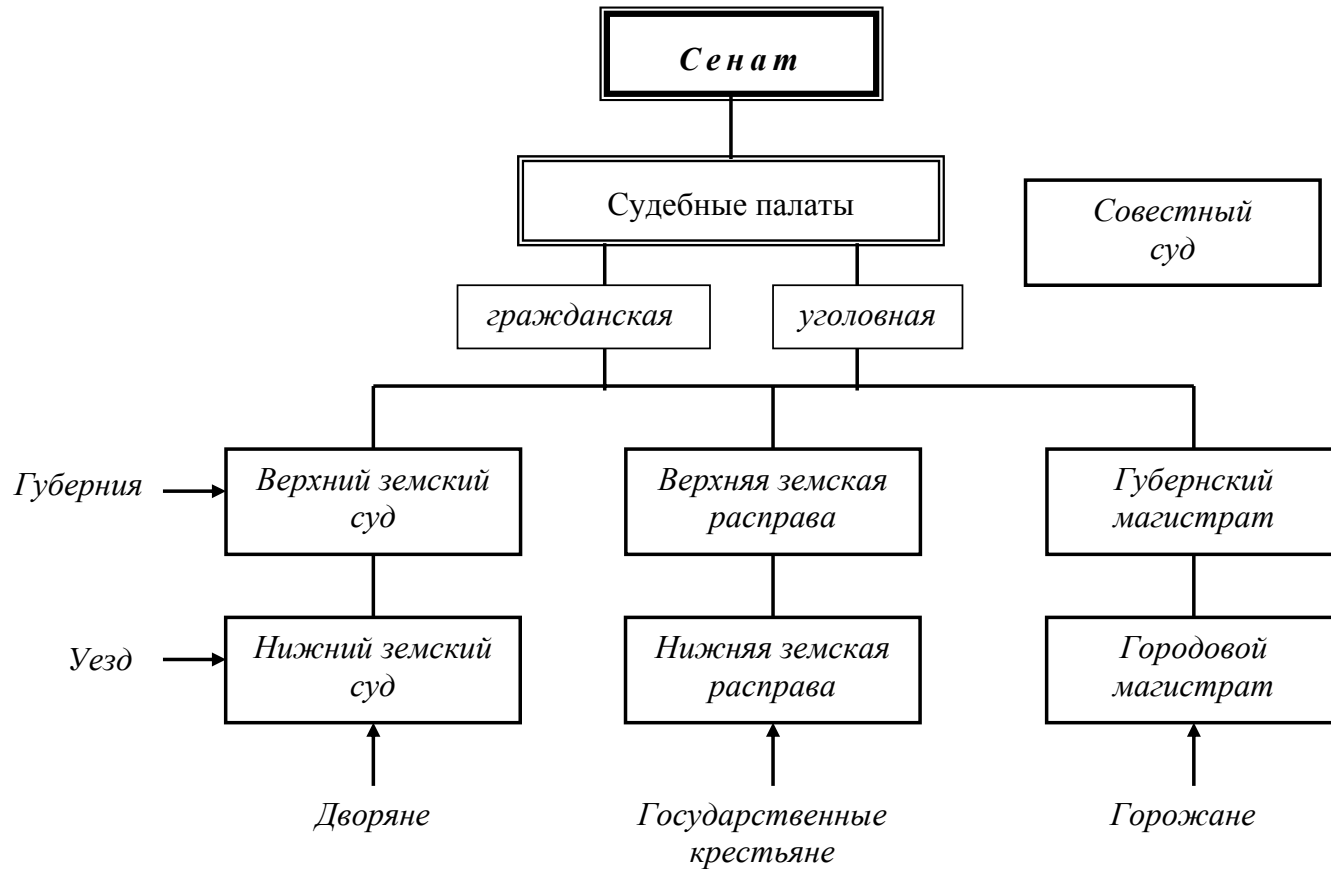 Сенат
Судебные палаты
Совестный
суд
гражданская
уголовная
Губерния
Верхний земский
суд
Верхняя земская
расправа
Губернский
магистрат
Уезд
Нижний земский
суд
Нижняя земская
расправа
Городовой
магистрат
Дворяне
Государственные
крестьяне
Горожане